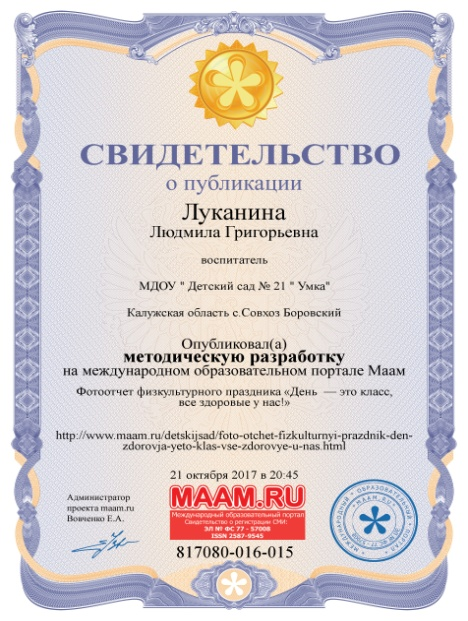 СВИДЕТЕЛЬСТВО
о публикации
Луканина
Людмила Григорьевна
воспитатель
МДОУ " Детский сад № 21 " Умка"
Калужская область с.Совхоз Боровский
Опубликовал(а)
методическую разработку
на международном образовательном портале Маам
Фотоотчет физкультурного праздника «День — это класс,
все здоровые у нас!»
http://www.maam.ru/detskijsad/foto-otchet-fizkulturnyi-prazdnik-den-
zdorovja-yeto-klas-vse-zdorovye-u-nas.html
21 октября 2017 в 20:45
Администратор
проекта maam.ru
Вовченко Е.А.
MAAM.RU
Международный образовательный портал
Свидетельство о регистрации СМИ:
ЭЛ № ФС 77 - 57008
ISSN 2587-9545
817080-016-015
МЕЖДУНАРОДНЫЙ ОБРАЗОВАТЕЛЬНЫЙ ПОРТАЛ